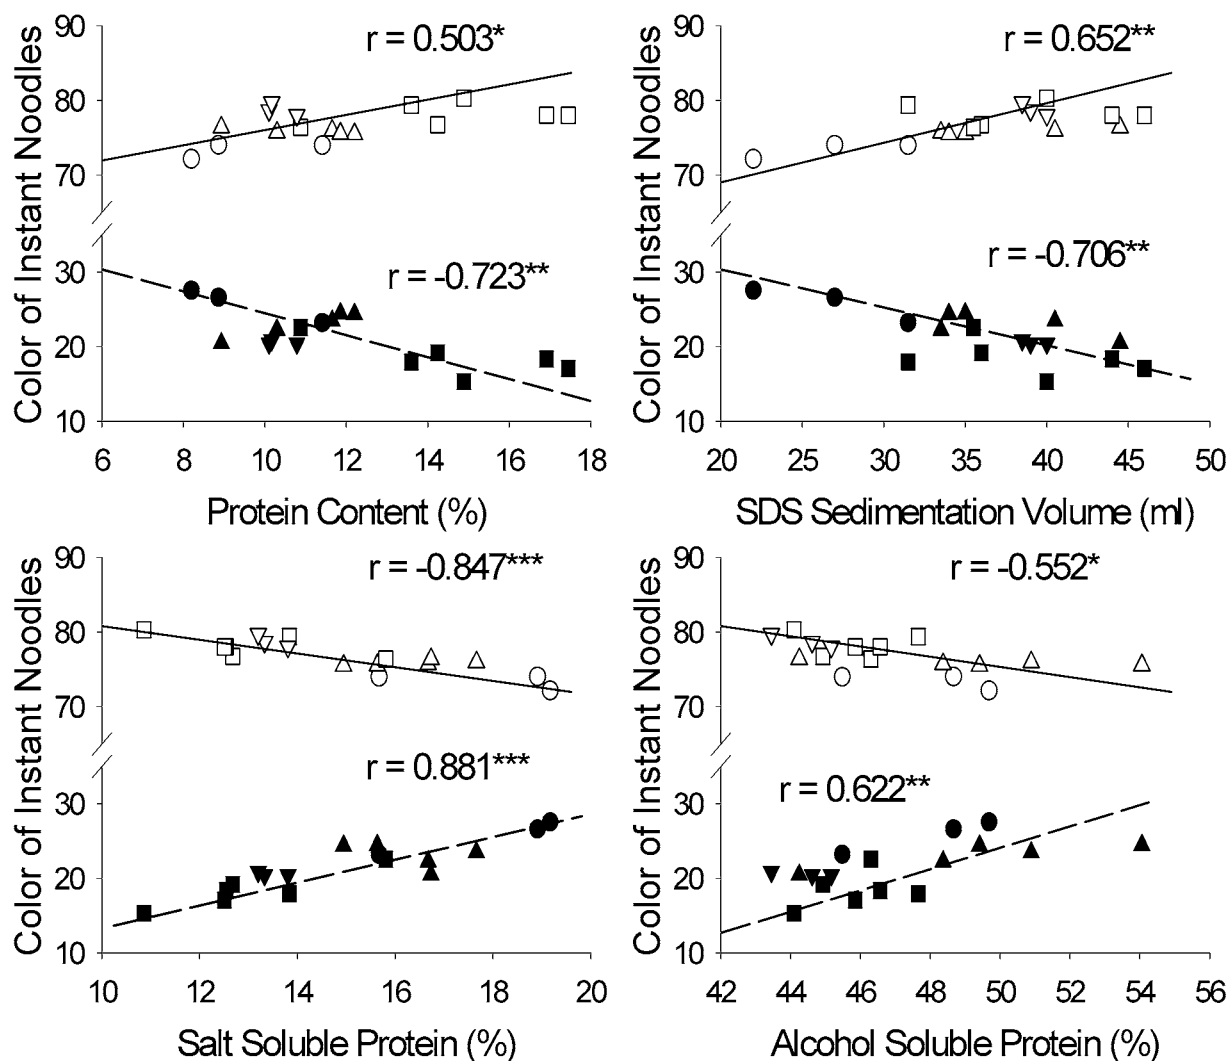 Color of Instant Noodles
90
80
70
30
20
10
r = 0.503*
r = -0.723**
6 8 10 12 14 16 18
Protein Content (%)
Color of Instant Noodles
90
80
70
30
20
10
r = 0.652**
r = -0.706**
20 25 30 35 40 45 50
SDS Sedimentation Volume (ml)
Color of Instant Noodles
90
80
70
30
20
10
r = -0.847***
r = 0.881***
10 12 14 16 18 20
Salt Soluble Protein (%)
Color of Instant Noodles
90
80
70
30
20
10
r = -0.552*
r = 0.622**
42 44 46 48 50 52 54 56
Alcohol Soluble Protein (%)